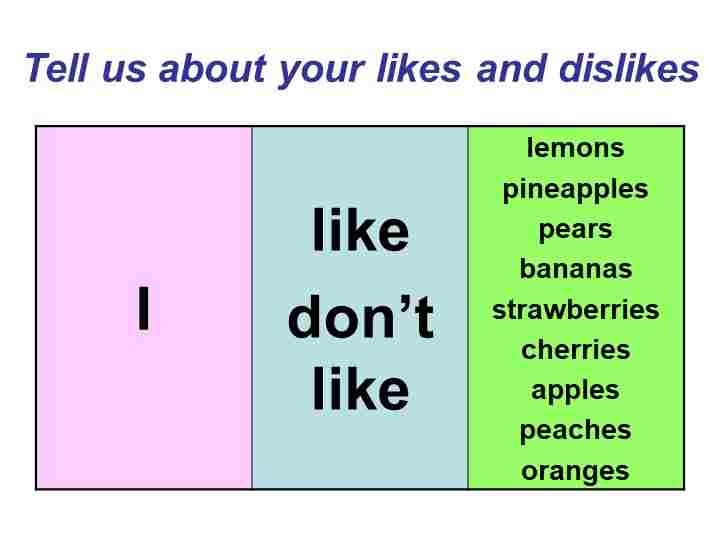 Tell us about your likes and dislikes
I
like
don’t
like
lemons
pineapples
pears
bananas
strawberries
cherries
apples
peaches
oranges